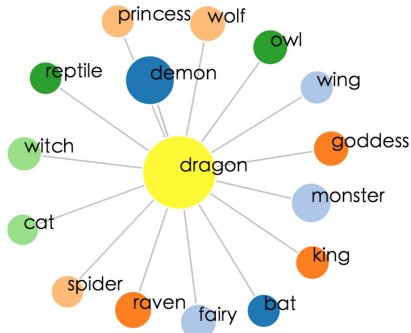 princess
wolf
owl
reptile
demon
wing
witch
dragon
goddess
monster
cat
king
spider
raven
fairy
bat